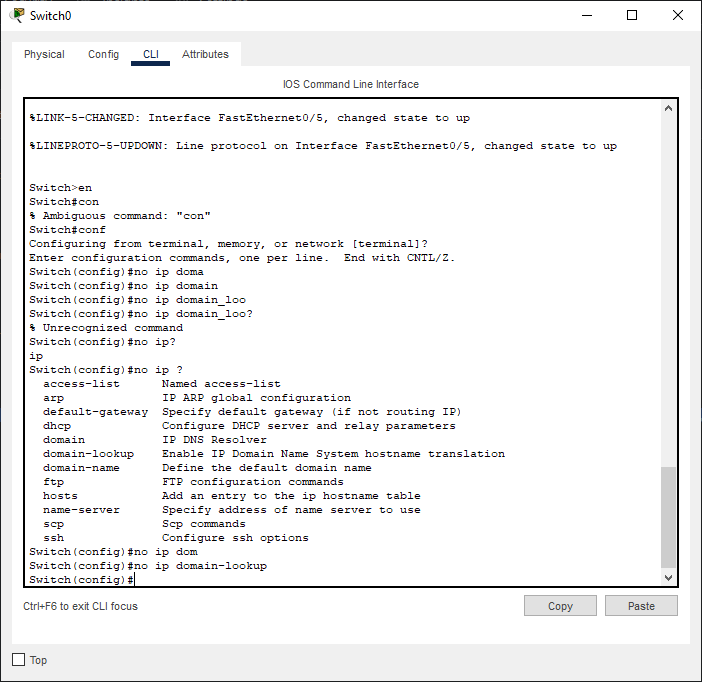 Switch0
Physical Config CLI Attributes
IOS Command Line Interface
%LINK-5-CHANGED: Interface FastEthernet0/5, changed state to up
%LINEPROTO-5-UPDOWN: Line protocol on Interface FastEthernet0/5, changed state to up
Switch>en
Switch#con
% Ambiguous command: "con"
Switch#conf
Configuring from terminal, memory, or network [terminal]?
Enter configuration commands, one per line.  End with CNTL/Z.
Switch(config)#no ip doma
Switch(config)#no ip domain
Switch(config)#no ip domain_loo
Switch(config)#no ip domain_loo?
% Unrecognized command
Switch(config)#no ip?
ip
Switch(config)#no ip ?
  access-list      Named access-list
  arp              IP ARP global configuration
  default-gateway  Specify default gateway (if not routing IP)
  dhcp             Configure DHCP server and relay parameters
  domain           IP DNS Resolver
  domain-lookup    Enable IP Domain Name System hostname translation
  domain-name      Define the default domain name
  ftp              FTP configuration commands
  hosts            Add an entry to the ip hostname table
  name-server      Specify address of name server to use
  scp              Scp commands
  ssh              Configure ssh options
Switch(config)#no ip dom
Switch(config)#no ip domain-lookup
Switch(config)#
Ctrl+F6 to exit CLI focus Copy Paste
Top